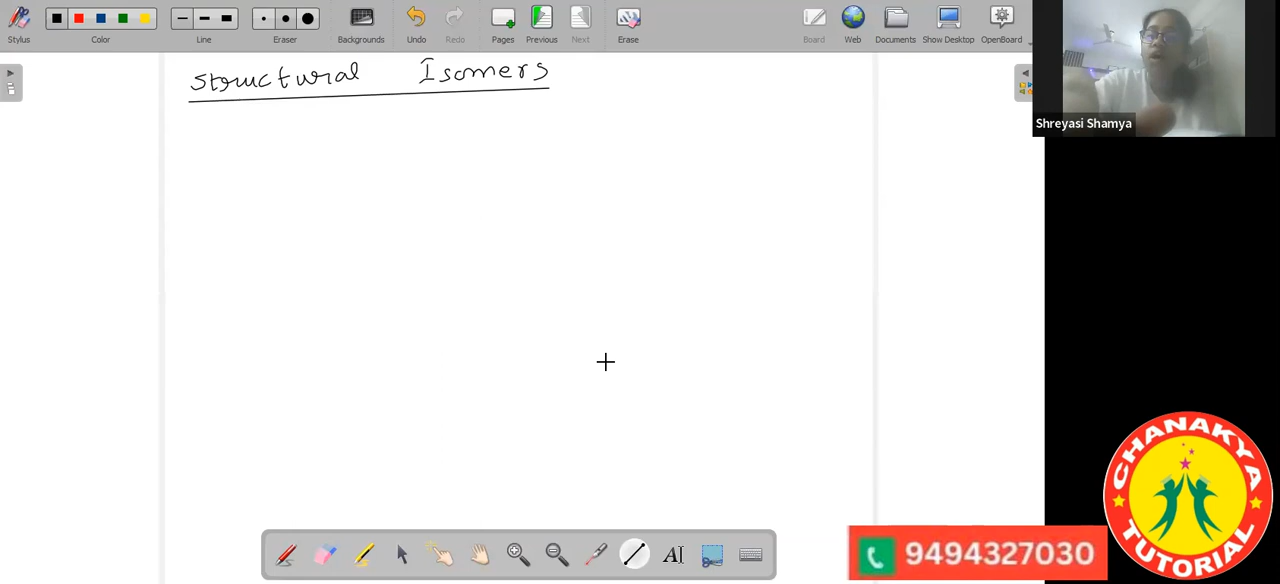 Stylus
Color
Line
Eraser
Backgrounds
Undo
Redo
Pages
Previous
Next
Erase
Board
Web
Documents
Show Desktop
OpenBoard
Structural Isomers
Shreyasi Shamya
AI
CHANAKYA
TUTORIAL
9494327030